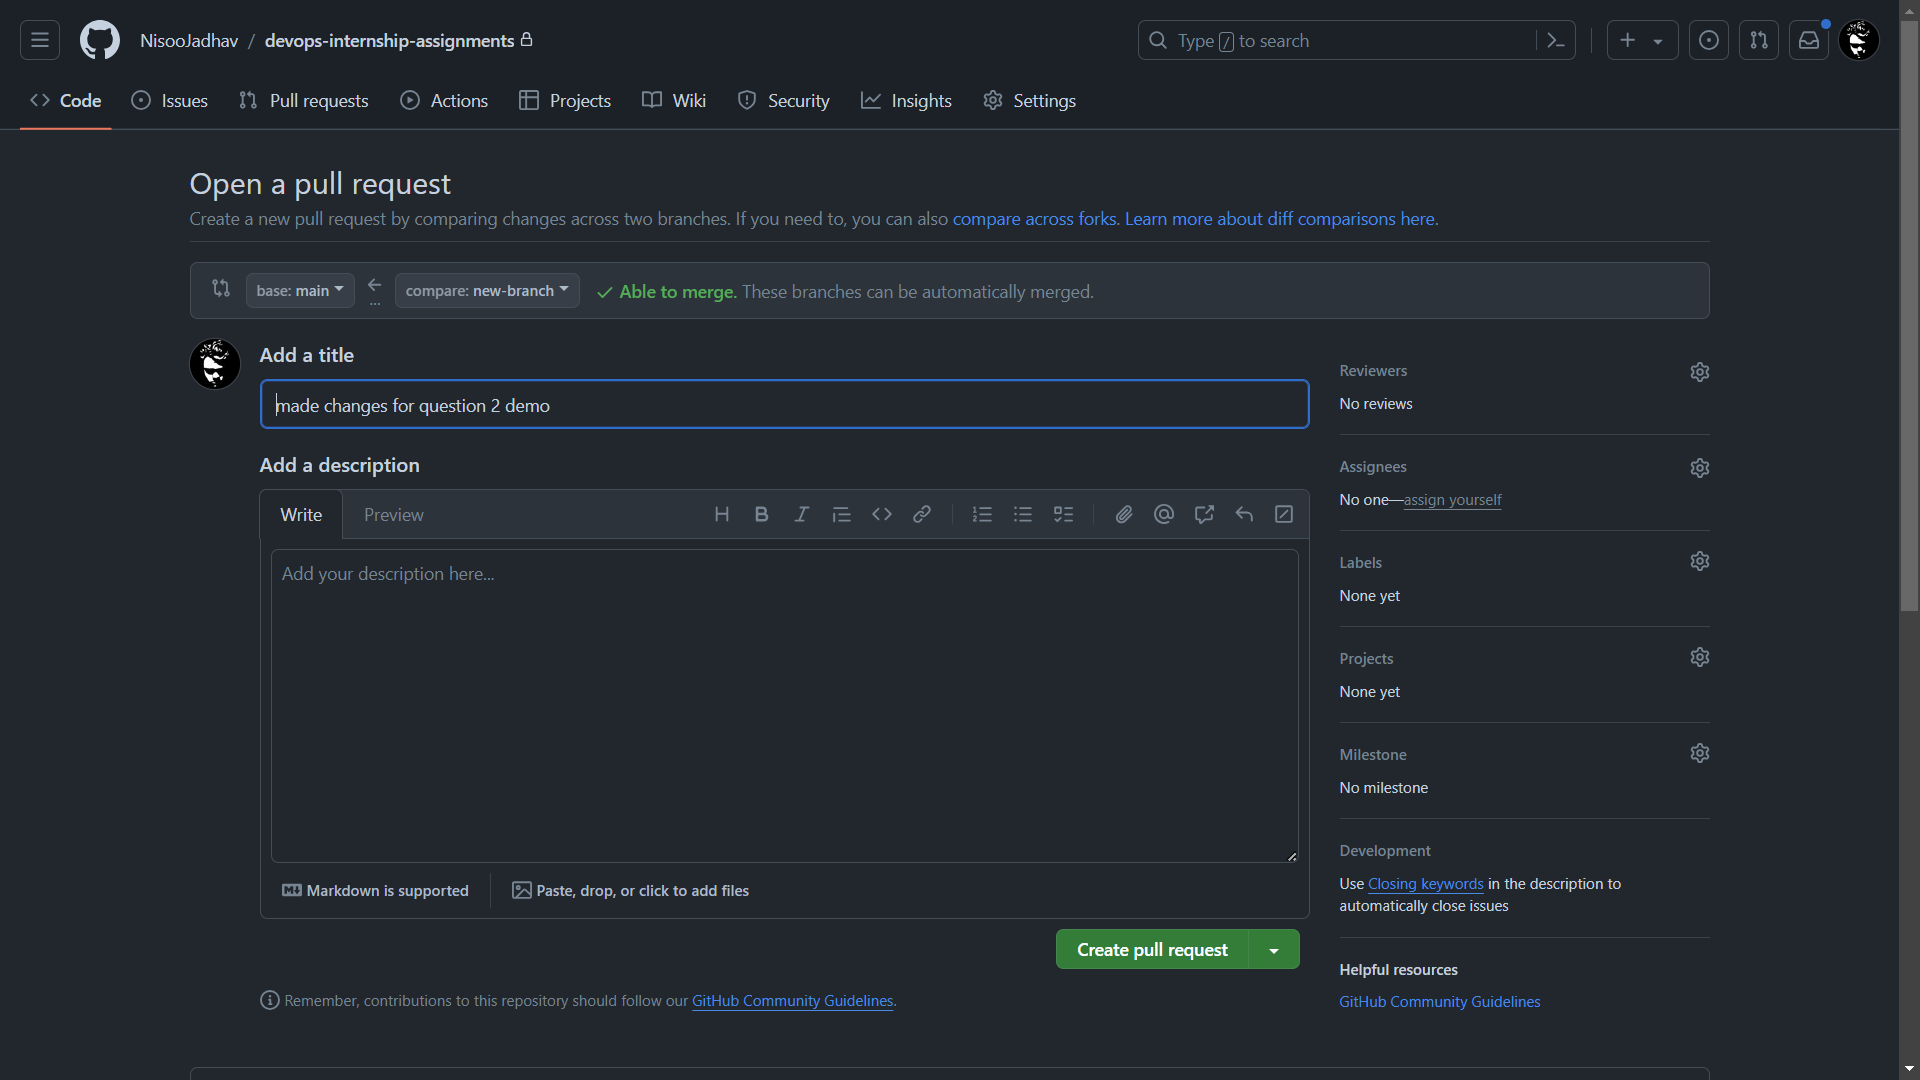 NisooJadhav / devops-internship-assignments
Type / to search
Code Issues Pull requests Actions Projects Wiki Security Insights Settings
Open a pull request
Create a new pull request by comparing changes across two branches. If you need to, you can also compare across forks. Learn more about diff comparisons here.
base: main ... compare: new-branch Able to merge. These branches can be automatically merged.
Add a title
made changes for question 2 demo
Add a description
Write Preview
Add your description here...
Markdown is supported Paste, drop, or click to add files
Create pull request
Remember, contributions to this repository should follow our GitHub Community Guidelines.
Reviewers
No reviews
Assignees
No one—assign yourself
Labels
None yet
Projects
None yet
Milestone
No milestone
Development
Use Closing keywords in the description to
automatically close issues
Helpful resources
GitHub Community Guidelines